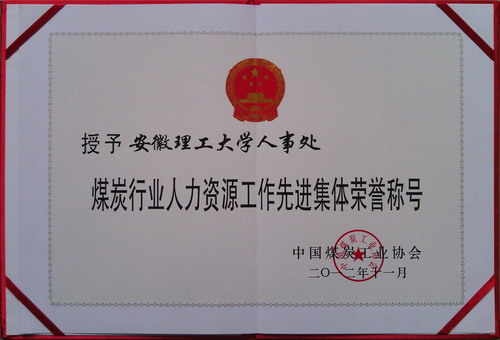 授予 安徽理工大学人事处
煤炭行业人力资源工作先进集体荣誉称号
中国煤炭工业协会
二〇一二年十一月